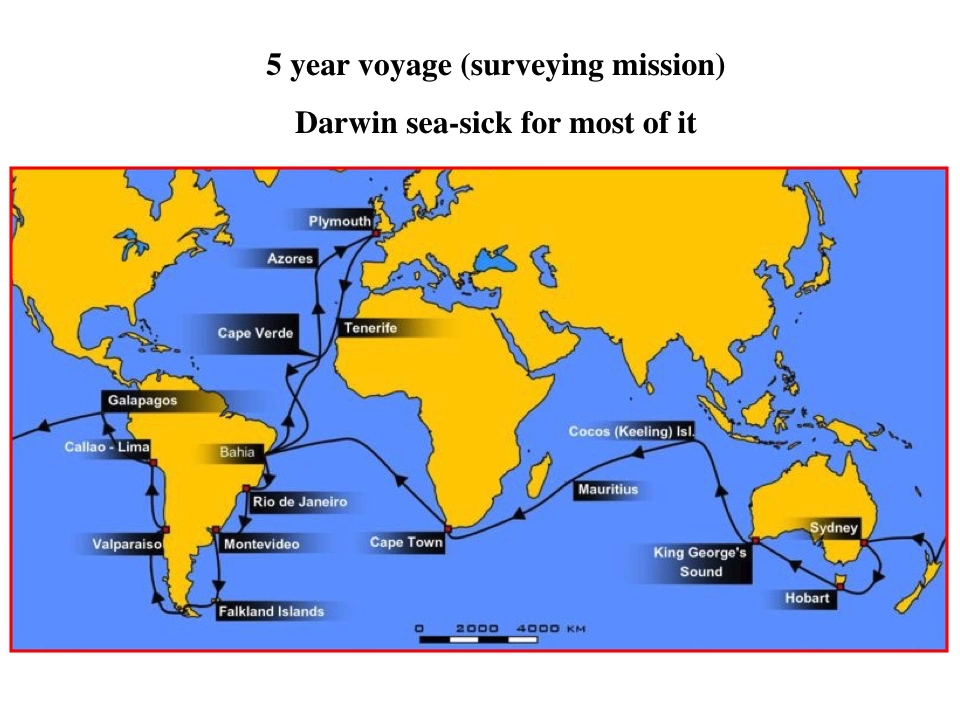 5 year voyage (surveying mission)
Darwin sea-sick for most of it
Plymouth
Azores
Cape Verde
Tenerife
Galapagos
Callao - Lima
Bahia
Cocos (Keeling) Isl.
Rio de Janeiro
Mauritius
Valparaiso
Montevideo
Cape Town
Sydney
King George's
Sound
Hobart
Falkland Islands
0 2000 4000 KM